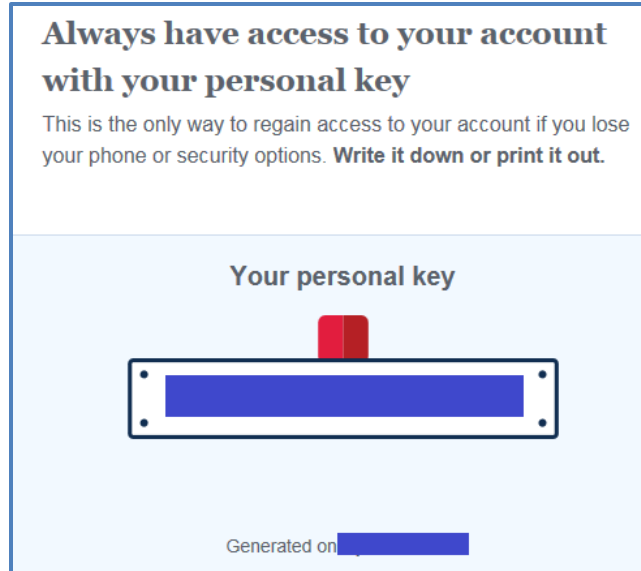 Always have access to your account
with your personal key
This is the only way to regain access to your account if you lose
your phone or security options. Write it down or print it out.
Your personal key
Generated on